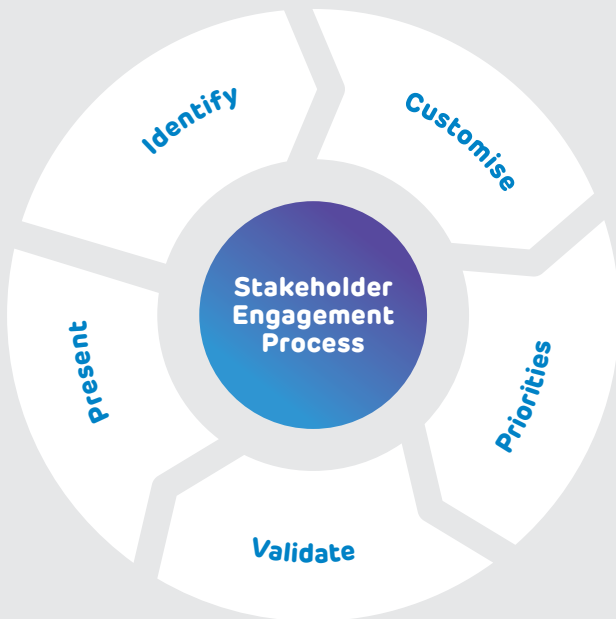 Identify
Customise
Stakeholder
Engagement
Process
Priorities
Present
Validate